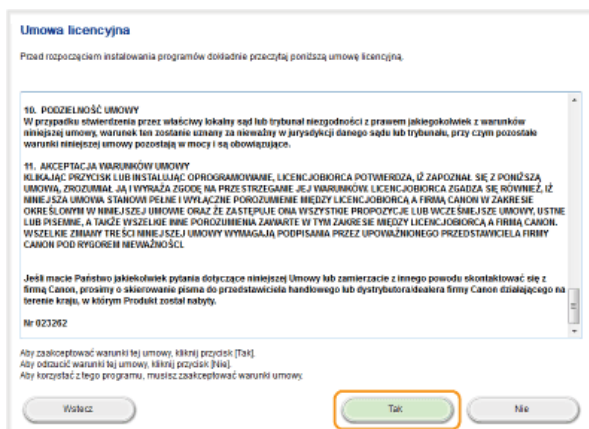 Umowa licencyjna
Przed rozpoczęciem instalowania programów dokładnie przeczytaj poniższą umowę licencyjną.
10. PODZIELNOŚĆ UMOWY
W przypadku stwierdzenia przez właściwy lokalny sąd lub trybunał niezgodności z prawem jakiegokolwiek z warunków
niniejszej umowy, warunek ten zostanie uznany za nieważny w jurysdykcji danego sądu lub trybunału, przy czym pozostałe
warunki niniejszej umowy pozostają w mocy i są obowiązujące.
11. AKCEPTACJA WARUNKÓW UMOWY
KLIKAJĄC PRZYCISK LUB INSTALUJĄC OPROGRAMOWANIE, LICENCJOBIORCA POTWIERDZA, IŻ ZAPOZNAŁ SIĘ Z PONIŻSZĄ
UMOWĄ, ZROZUMIAŁ JĄ I WYRAŻA ZGODĘ NA PRZESTRZEGANIE JEJ WARUNKÓW. LICENCJOBIORCA ZGADZA SIĘ RÓWNIEŻ, IŻ
NINIEJSZA UMOWA STANOWI PEŁNE I WYŁĄCZNE POROZUMIENIE MIĘDZY LICENCJOBIORCĄ A FIRMĄ CANON W ZAKRESIE
OKREŚLONYM W NINIEJSZEJ UMOWIE ORAZ ŻE ZASTĘPUJE ONA WSZYSTKIE PROPOZYCJE LUB WCZEŚNIEJSZE UMOWY, USTNE
LUB PISEMNE, A TAKŻE WSZELKIE INNE POROZUMIENIA ZAWARTE W TYM ZAKRESIE MIĘDZY LICENCJOBIORCĄ A FIRMĄ CANON.
WSZELKIE ZMIANY TREŚCI NINIEJSZEJ UMOWY WYMAGAJĄ PODPISANIA PRZEZ UPOWAŻNIONEGO PRZEDSTAWICIELA FIRMY
CANON POD RYGOREM NIEWAŻNOŚCI.
Jeśli macie Państwo jakiekolwiek pytania dotyczące niniejszej Umowy lub zamierzacie z innego powodu skontaktować się z
firmą Canon, prosimy o skierowanie pisma do przedstawiciela handlowego lub dystrybutora/dealera firmy Canon działającego na
terenie kraju, w którym Produkt został nabyty.
Nr 023262
Aby zaakceptować warunki tej umowy, kliknij przycisk [Tak].
Aby odrzucić warunki tej umowy, kliknij przycisk [Nie].
Aby korzystać z tego programu, musisz zaakceptować warunki umowy.
Wstecz
Tak
Nie